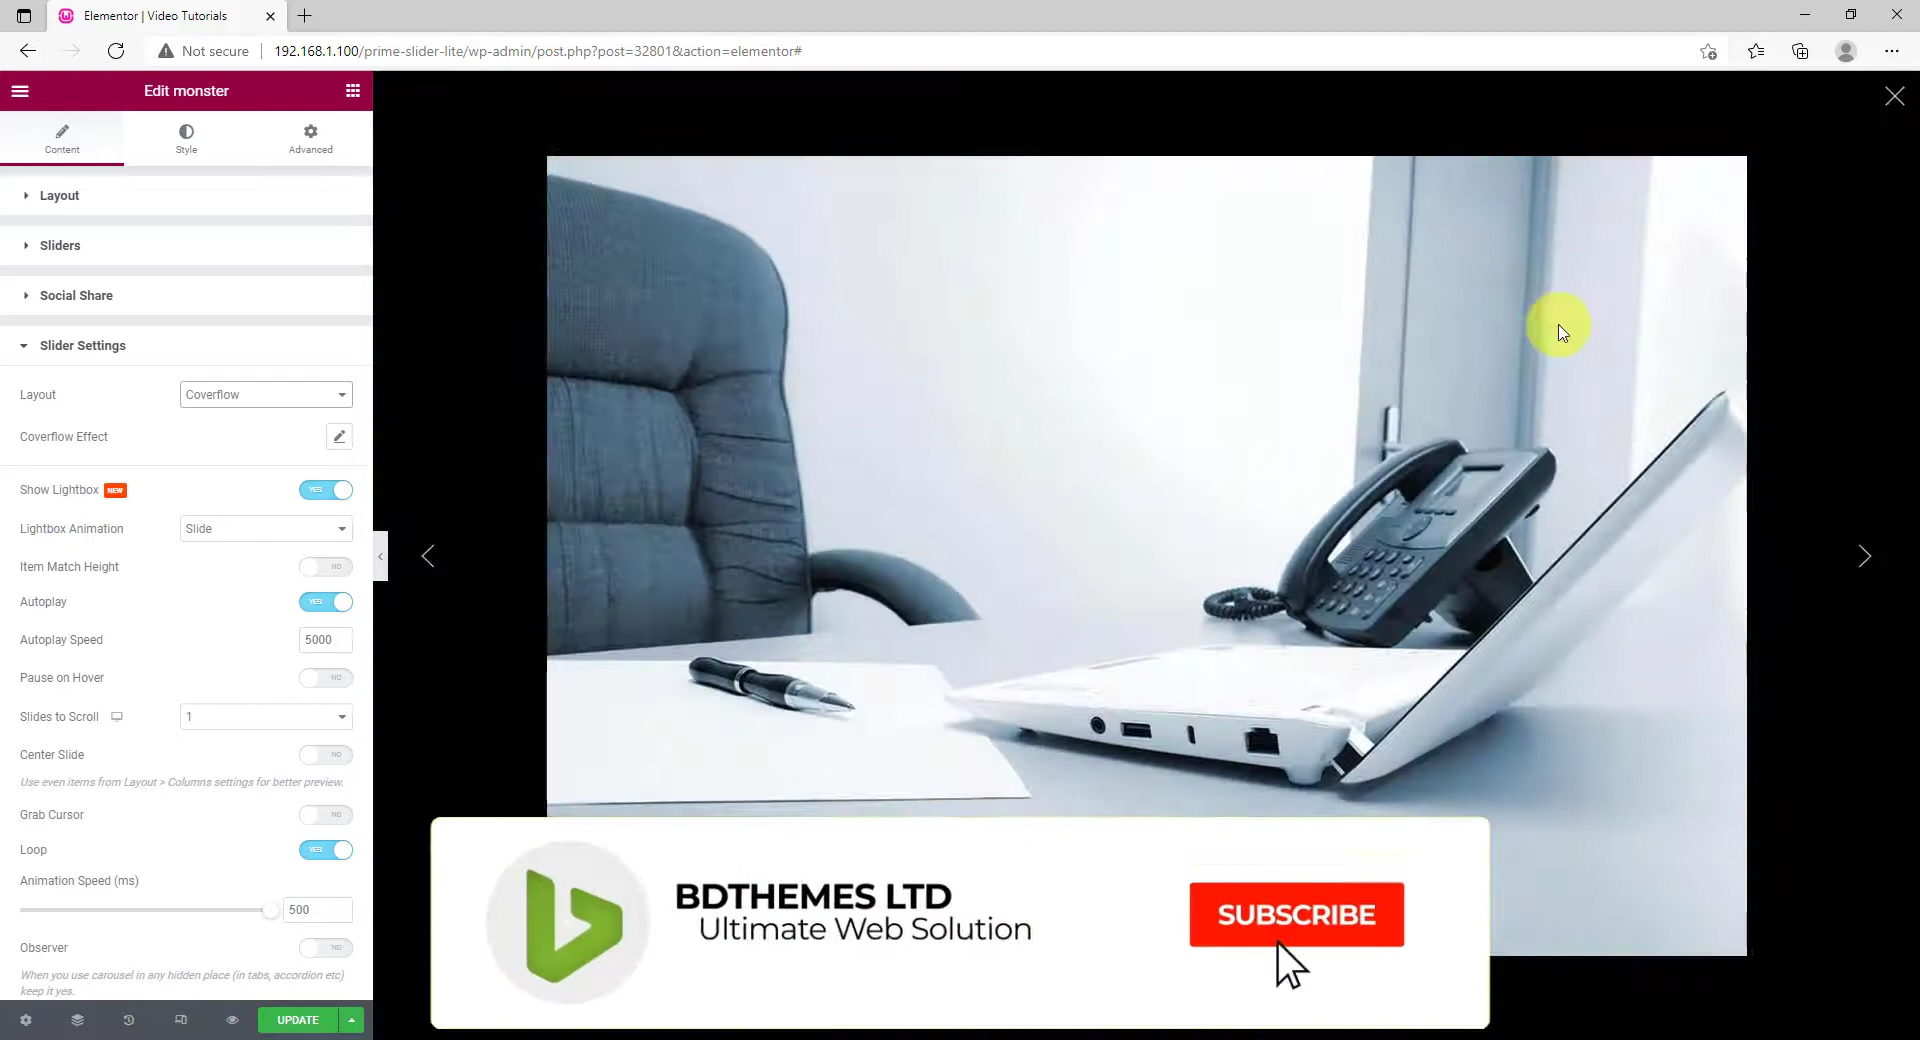 Elementor | Video Tutorials
Not secure
192.168.1.100/prime-slider-lite/wp-admin/post.php?post=32801&action=elementor#
Edit monster
Content
Style
Advanced
Layout
Sliders
Social Share
Slider Settings
Layout
Coverflow
Coverflow Effect
Show Lightbox NEW
YES
Lightbox Animation
Slide
Item Match Height
NO
Autoplay
YES
Autoplay Speed
5000
Pause on Hover
NO
Slides to Scroll
1
Center Slide
NO
Use even items from Layout > Columns settings for better preview.
Grab Cursor
NO
Loop
YES
Animation Speed (ms)
500
Observer
NO
When you use carousel in any hidden place (in tabs, accordion etc)
keep it yes.
UPDATE
BDTHEMES LTD
Ultimate Web Solution
SUBSCRIBE